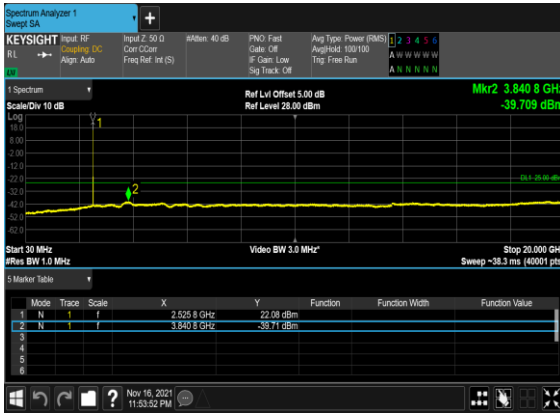 Spectrum Analyzer 1
Swept SA
KEYSIGHT Input: RF Input Z: 50 Ω #Atten: 40 dB PNO: Fast Avg Type: Power (RMS) 1 2 3 4 5 6
RL Coupling: DC Corr CCorr Gate: Off Avg|Hold: 100/100 A W W W W W
Align: Auto Freq Ref: Int (S) IF Gain: Low Trig: Free Run
Sig Track: Off A N N N N N
1 Spectrum Ref Lvl Offset 5.00 dB Mkr2 3.840 8 GHz
Scale/Div 10 dB Ref Level 28.00 dBm -39.709 dBm
Log
18.0
8.00
-2.00
-12.0
-22.0
-32.0
-42.0
-52.0
-62.0
1
2
DL1 -25.00 dBm
Start 30 MHz Video BW 3.0 MHz* Stop 20.000 GHz
#Res BW 1.0 MHz Sweep ~38.3 ms (40001 pts)
5 Marker Table
Mode Trace Scale X Y Function Function Width Function Value
1 N 1 f 2.525 8 GHz 22.08 dBm
2 N 1 f 3.840 8 GHz -39.71 dBm
3
4
5
6
Nov 16, 2021
11:53:52 PM